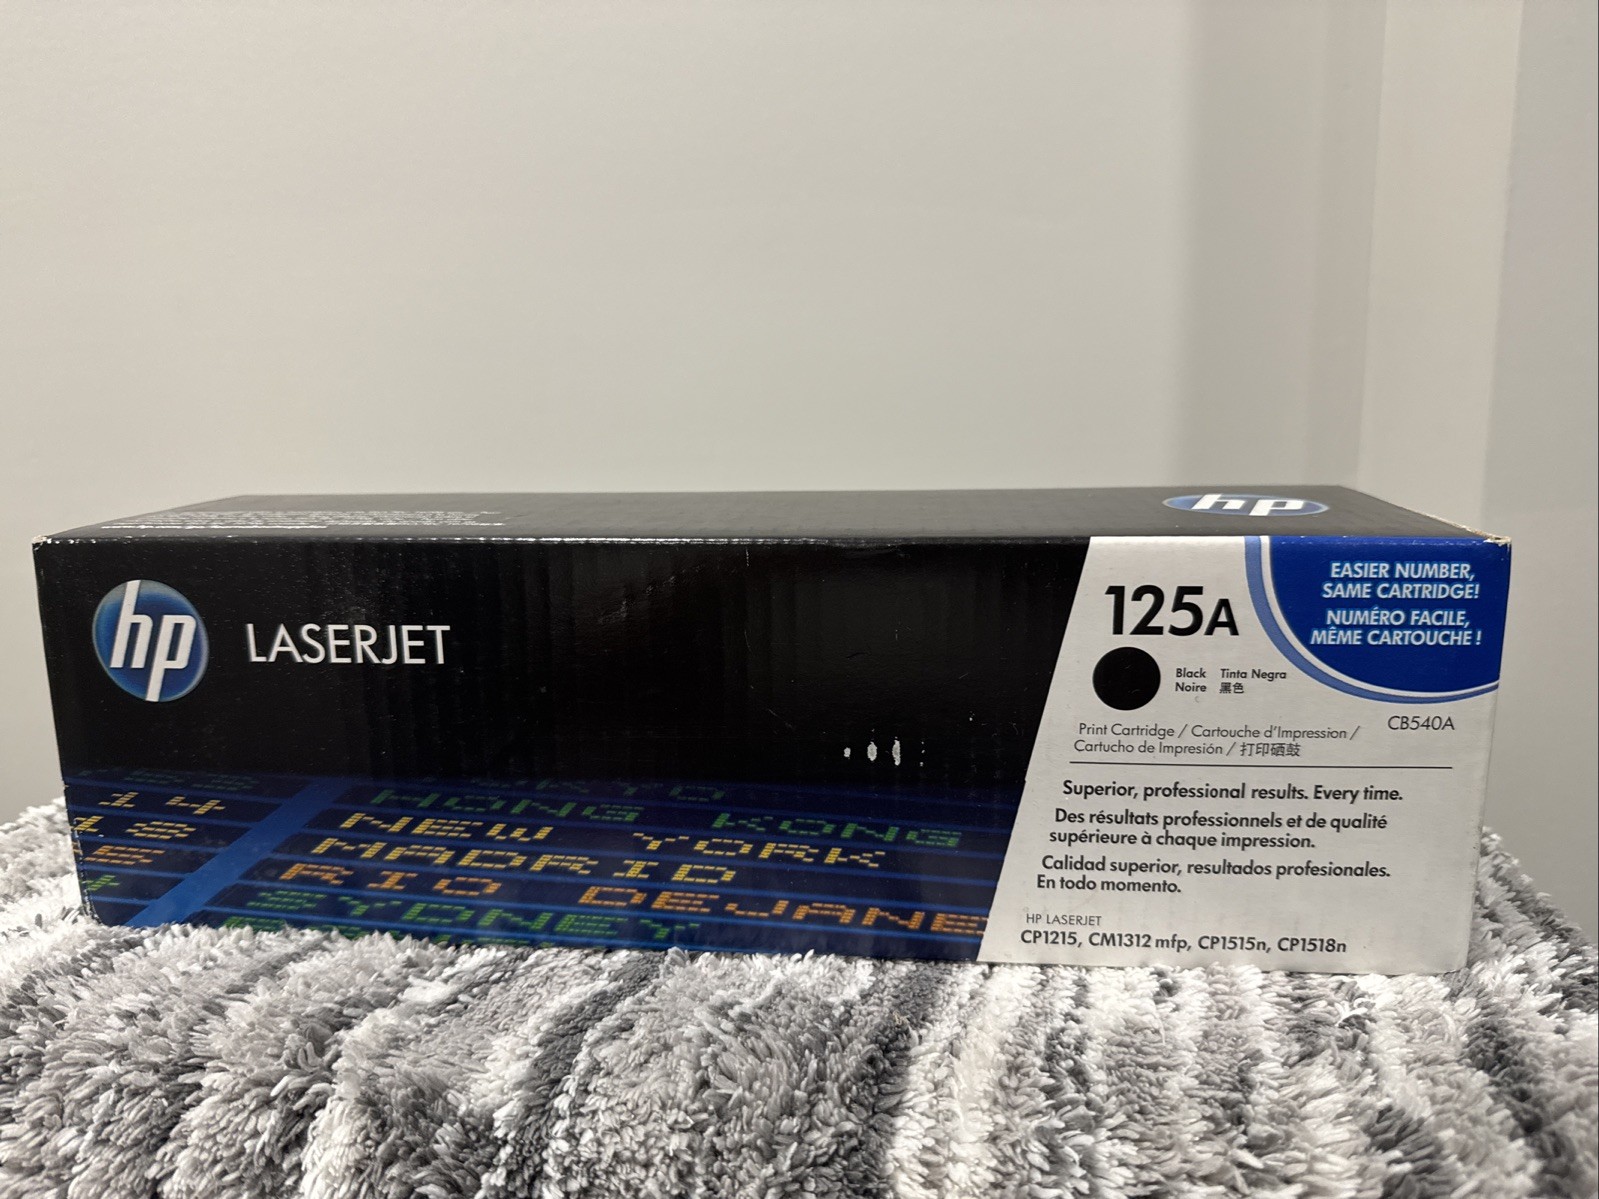 hp
hp
LASERJET
125A
EASIER NUMBER,
SAME CARTRIDGE!
NUMÉRO FACILE,
MÊME CARTOUCHE !
Black Tinta Negra
Noire 黑色
CB540A
Print Cartridge / Cartouche d'Impression /
Cartucho de Impresión / 打印硒鼓
Superior, professional results. Every time.
Des résultats professionnels et de qualité
supérieure à chaque impression.
Calidad superior, resultados profesionales.
En todo momento.
HP LASERJET
CP1215, CM1312 mfp, CP1515n, CP1518n
HONG KONG
14 NEW YORK
MADRID
RIO DEJANE
SYDNEY